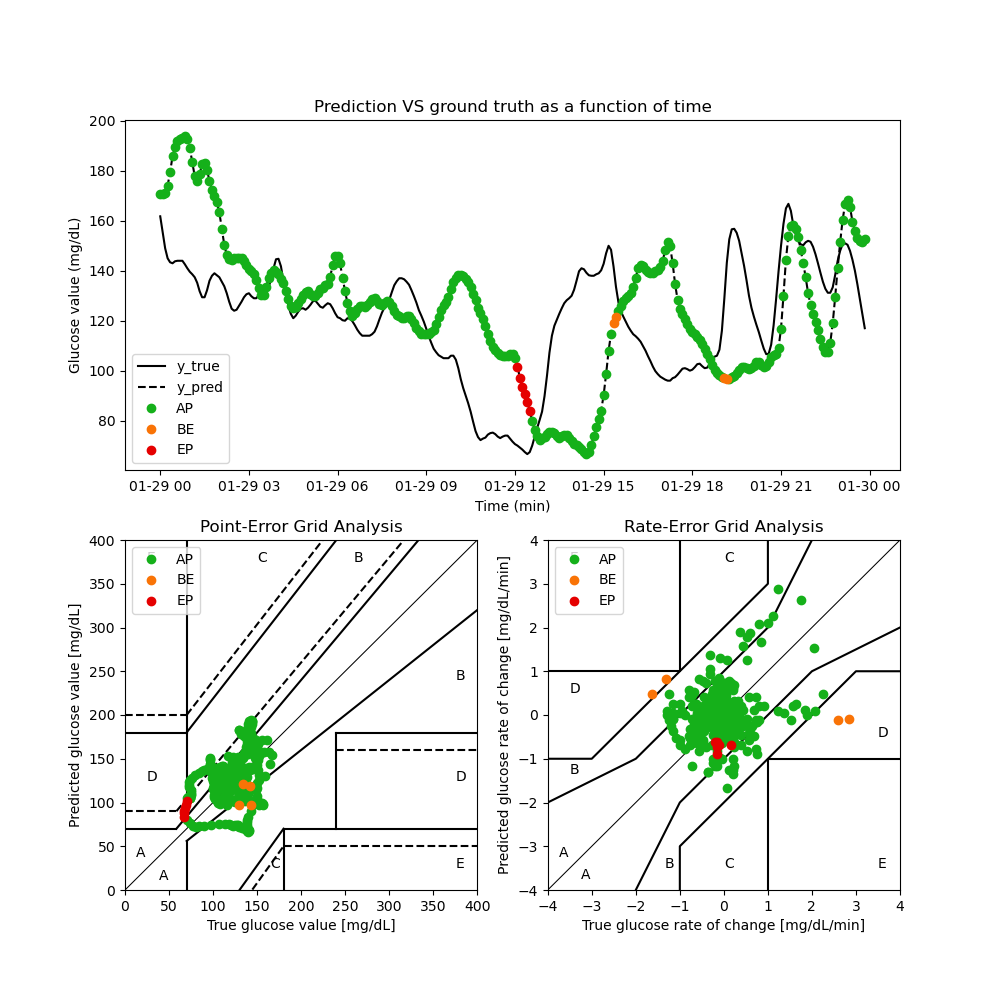 Prediction VS ground truth as a function of time
Glucose value (mg/dL)
200
180
160
140
120
100
80
y_true
y_pred
AP
BE
EP
01-29 00 01-29 03 01-29 06 01-29 09 01-29 12 01-29 15 01-29 18 01-29 21 01-30 00
Time (min)
Point-Error Grid Analysis
Predicted glucose value [mg/dL]
400
350
300
250
200
150
100
50
0
AP
BE
EP
C
B
B
D
D
A
A
C
E
0 50 100 150 200 250 300 350 400
True glucose value [mg/dL]
Rate-Error Grid Analysis
Predicted glucose rate of change [mg/dL/min]
4
3
2
1
0
−1
−2
−3
−4
AP
BE
EP
C
D
D
B
A
A
B
C
E
−4 −3 −2 −1 0 1 2 3 4
True glucose rate of change [mg/dL/min]